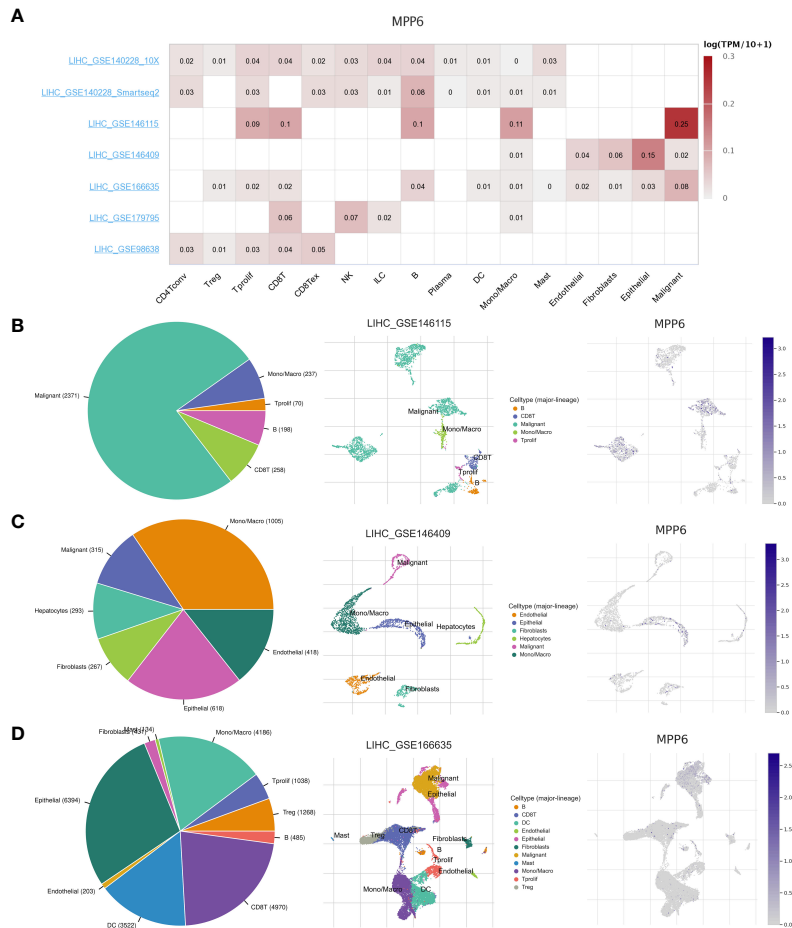 A
MPP6
log(TPM/10+1)
LIHC_GSE140228_10X 0.02 0.01 0.04 0.04 0.02 0.03 0.04 0.04 0.01 0.01 0 0.03
LIHC_GSE140228_Smartseq2 0.03 0.03 0.03 0.03 0.01 0.08 0 0.01 0.01 0.01
LIHC_GSE146115 0.09 0.1 0.1 0.11 0.25
LIHC_GSE146409 0.01 0.04 0.06 0.15 0.02
LIHC_GSE166635 0.01 0.02 0.02 0.04 0.01 0.01 0 0.02 0.01 0.03 0.08
LIHC_GSE179795 0.06 0.07 0.02 0.01
LIHC_GSE98638 0.03 0.01 0.03 0.04 0.05
0.3
0.2
0.1
0
CD4Tconv Treg Tprolif CD8T CD8Tex NK ILC B Plasma DC Mono/Macro Mast Endothelial Fibroblasts Epithelial Malignant
B
LIHC_GSE146115
MPP6
Malignant (2371)
Mono/Macro (237)
Tprolif (70)
B (198)
CD8T (258)
Malignant
Mono/Macro
CD8T
Tprolif
B
Celltype (major-lineage)
B
CD8T
Malignant
Mono/Macro
Tprolif
3.0
2.5
2.0
1.5
1.0
0.5
0.0
C
LIHC_GSE146409
MPP6
Mono/Macro (1005)
Malignant (315)
Hepatocytes (293)
Fibroblasts (267)
Epithelial (618)
Endothelial (418)
Malignant
Mono/Macro
Epithelial
Hepatocytes
Endothelial
Fibroblasts
Celltype (major-lineage)
Endothelial
Epithelial
Fibroblasts
Hepatocytes
Malignant
Mono/Macro
3.0
2.5
2.0
1.5
1.0
0.5
0.0
D
LIHC_GSE166635
MPP6
Mast (134)
Fibroblasts
Mono/Macro (4186)
Tprolif (1038)
Treg (1268)
B (485)
CD8T (4970)
DC (3522)
Endothelial (203)
Epithelial (6394)
Malignant
Epithelial
Mast
Treg
CD8T
Fibroblasts
B
Tprolif
Endothelial
Mono/Macro
DC
Celltype (major-lineage)
B
CD8T
DC
Endothelial
Epithelial
Fibroblasts
Malignant
Mast
Mono/Macro
Tprolif
Treg
2.5
2.0
1.5
1.0
0.5
0.0